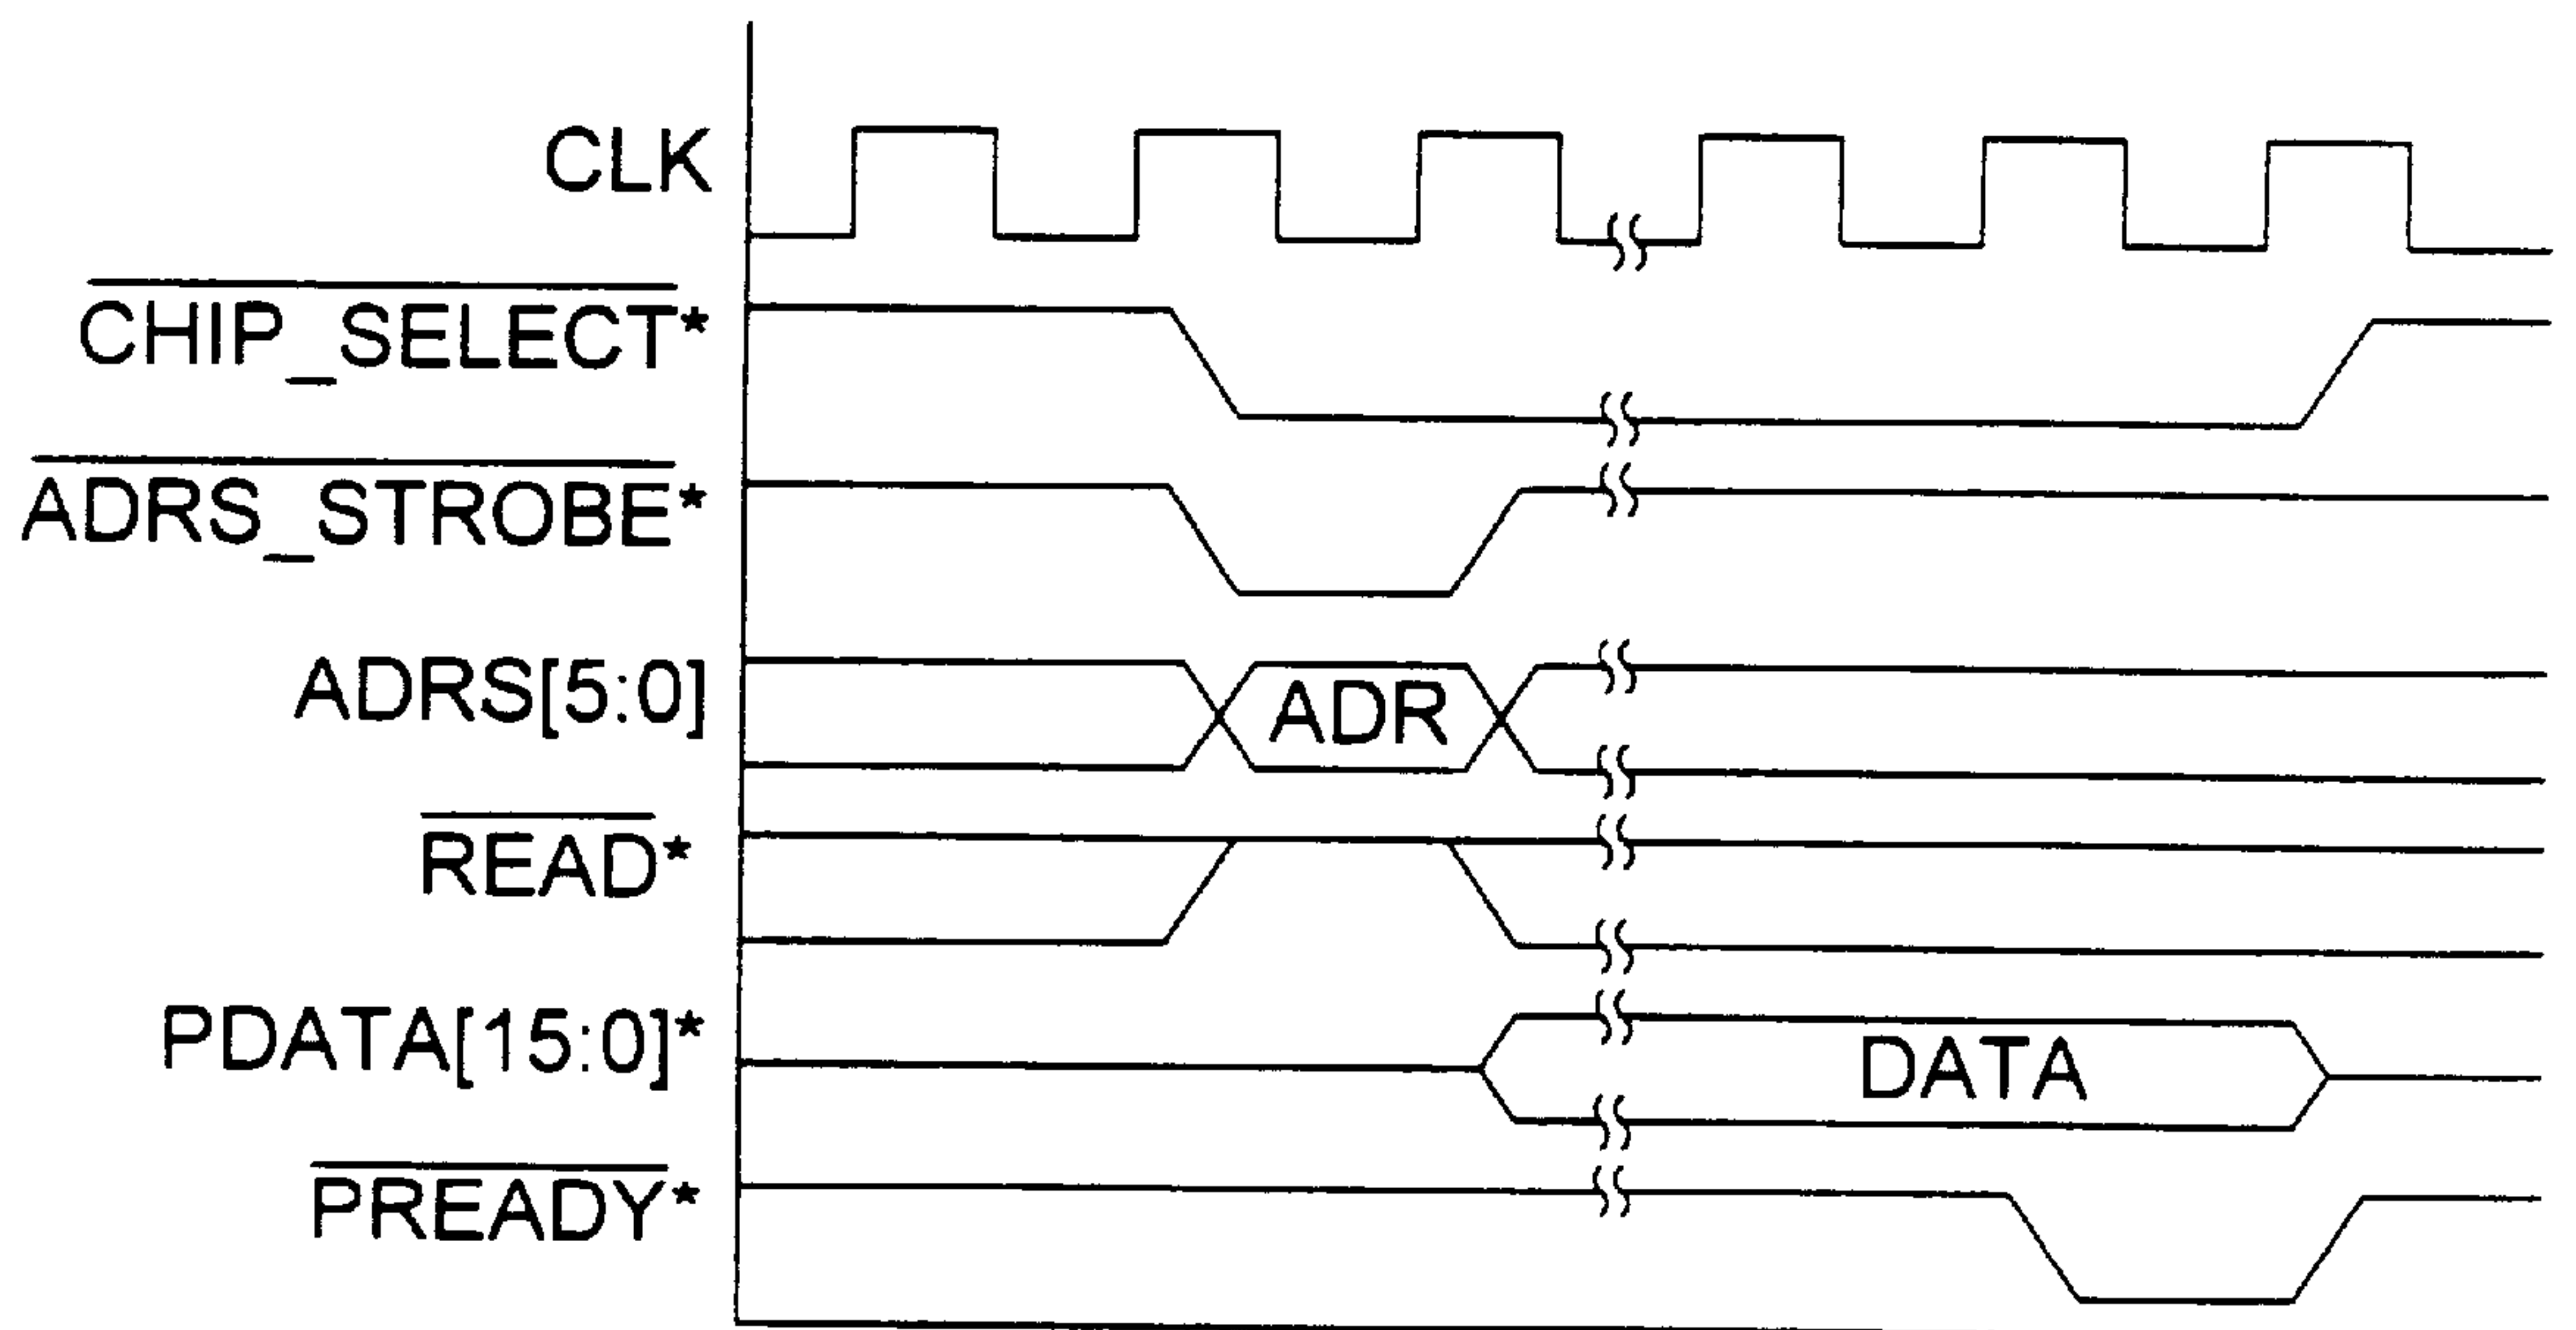 CLK
CHIP_SELECT*
ADRS_STROBE*
ADRS[5:0]
ADR
READ*
PDATA[15:0]*
DATA
PREADY*